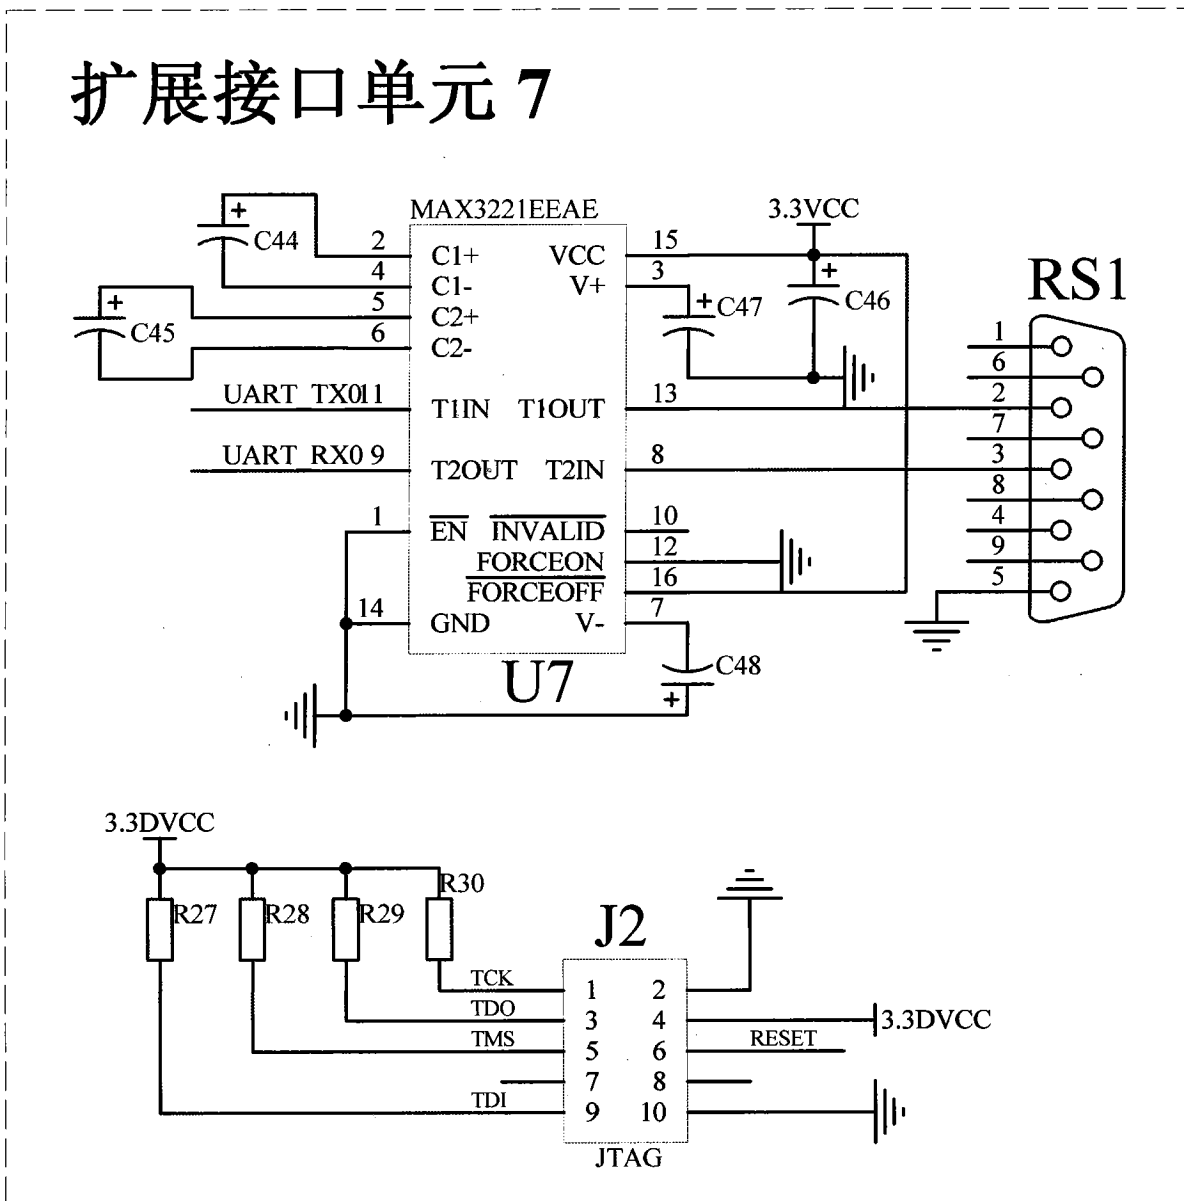 扩展接口单元 7
MAX3221EEAE
3.3VCC
RS1
C44
2 C1+ VCC 15
4 C1- V+ 3
C45
5 C2+
6 C2-
C47
C46
UART_TX0 11 T1IN T1OUT 13
UART_RX0 9 T2OUT T2IN 8
1 EN INVALID 10
FORCEON 12
FORCEOFF 16
14 GND V- 7
U7
C48
1
6
2
7
3
8
4
9
5
3.3DVCC
R27 R28 R29 R30
J2
TCK 1 2
TDO 3 4 3.3DVCC
TMS 5 6 RESET
7 8
TDI 9 10
JTAG